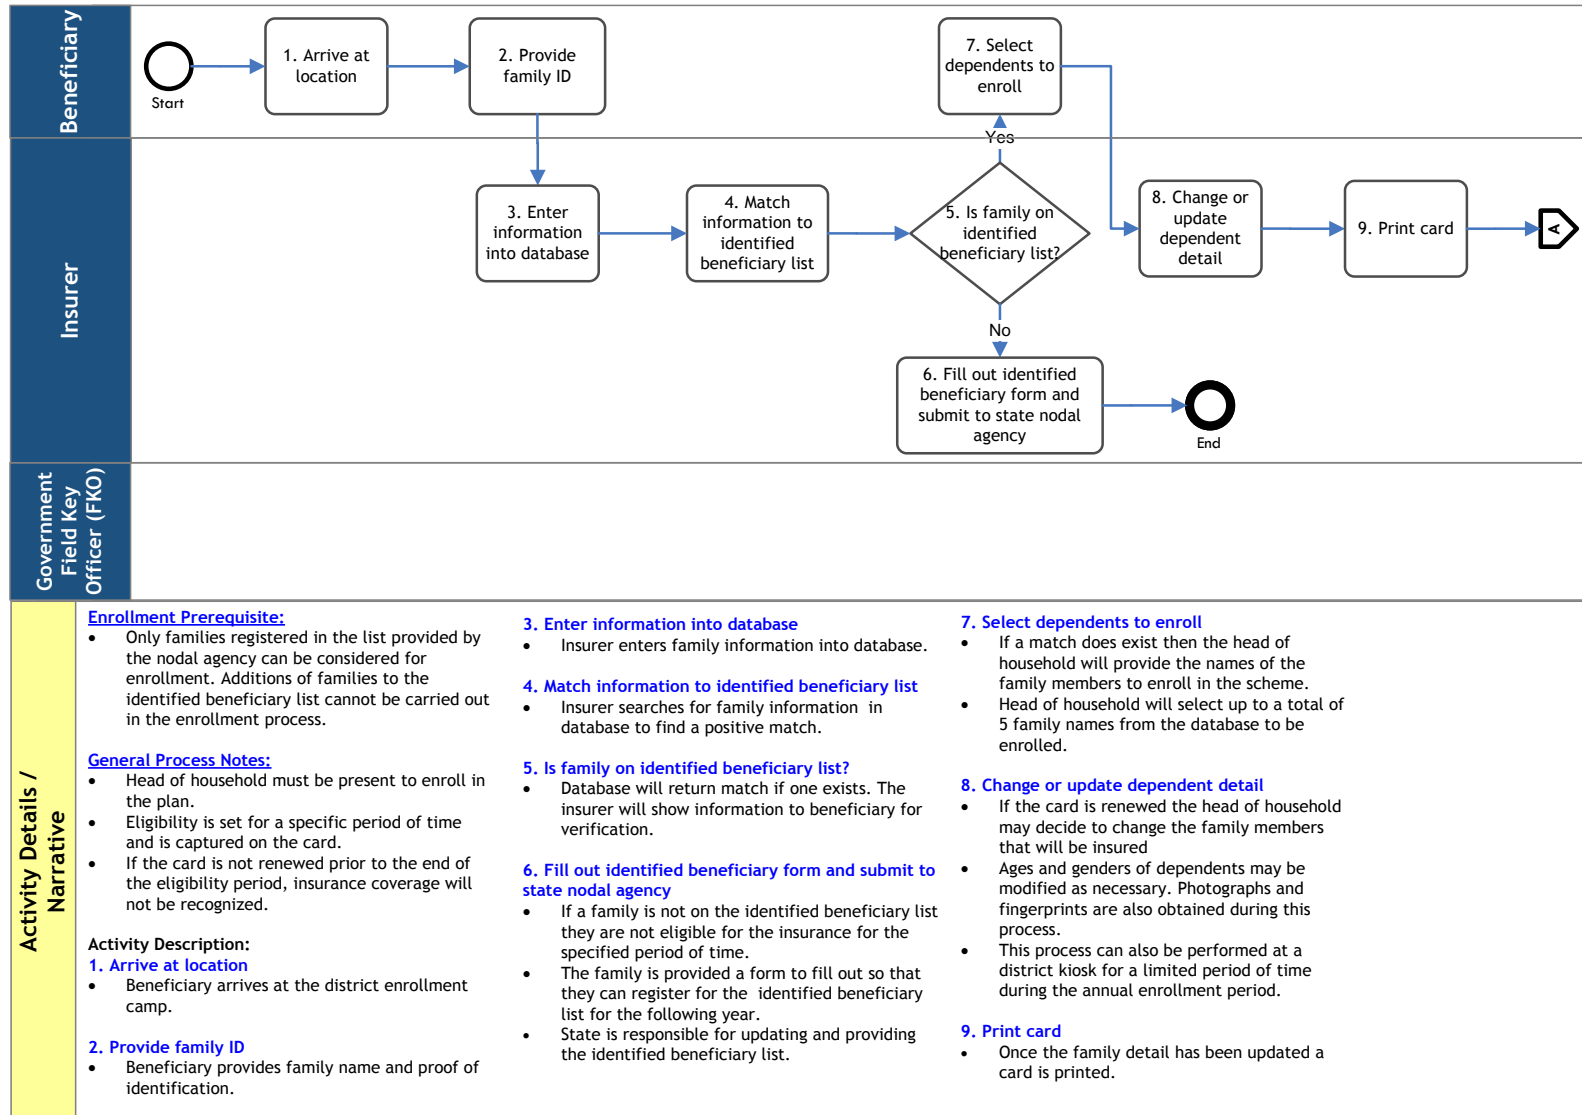 Beneficiary
Start
1. Arrive at
location
2. Provide
family ID
7. Select
dependents to
enroll
Yes
Insurer
3. Enter
information
into database
4. Match
information to
identified
beneficiary list
5. Is family on
identified
beneficiary list?
8. Change or
update
dependent
detail
9. Print card
A
No
6. Fill out identified
beneficiary form and
submit to state nodal
agency
End
Government
Field Key
Officer (FKO)
Activity Details /
Narrative
Enrollment Prerequisite:
• Only families registered in the list provided by
the nodal agency can be considered for
enrollment. Additions of families to the
identified beneficiary list cannot be carried out
in the enrollment process.
General Process Notes:
• Head of household must be present to enroll in
the plan.
• Eligibility is set for a specific period of time
and is captured on the card.
• If the card is not renewed prior to the end of
the eligibility period, insurance coverage will
not be recognized.
Activity Description:
1. Arrive at location
• Beneficiary arrives at the district enrollment
camp.
2. Provide family ID
• Beneficiary provides family name and proof of
identification.
3. Enter information into database
• Insurer enters family information into database.
4. Match information to identified beneficiary list
• Insurer searches for family information in
database to find a positive match.
5. Is family on identified beneficiary list?
• Database will return match if one exists. The
insurer will show information to beneficiary for
verification.
6. Fill out identified beneficiary form and submit to
state nodal agency
• If a family is not on the identified beneficiary list
they are not eligible for the insurance for the
specified period of time.
• The family is provided a form to fill out so that
they can register for the identified beneficiary
list for the following year.
• State is responsible for updating and providing
the identified beneficiary list.
7. Select dependents to enroll
• If a match does exist then the head of
household will provide the names of the
family members to enroll in the scheme.
• Head of household will select up to a total of
5 family names from the database to be
enrolled.
8. Change or update dependent detail
• If the card is renewed the head of household
may decide to change the family members
that will be insured
• Ages and genders of dependents may be
modified as necessary. Photographs and
fingerprints are also obtained during this
process.
• This process can also be performed at a
district kiosk for a limited period of time
during the annual enrollment period.
9. Print card
• Once the family detail has been updated a
card is printed.